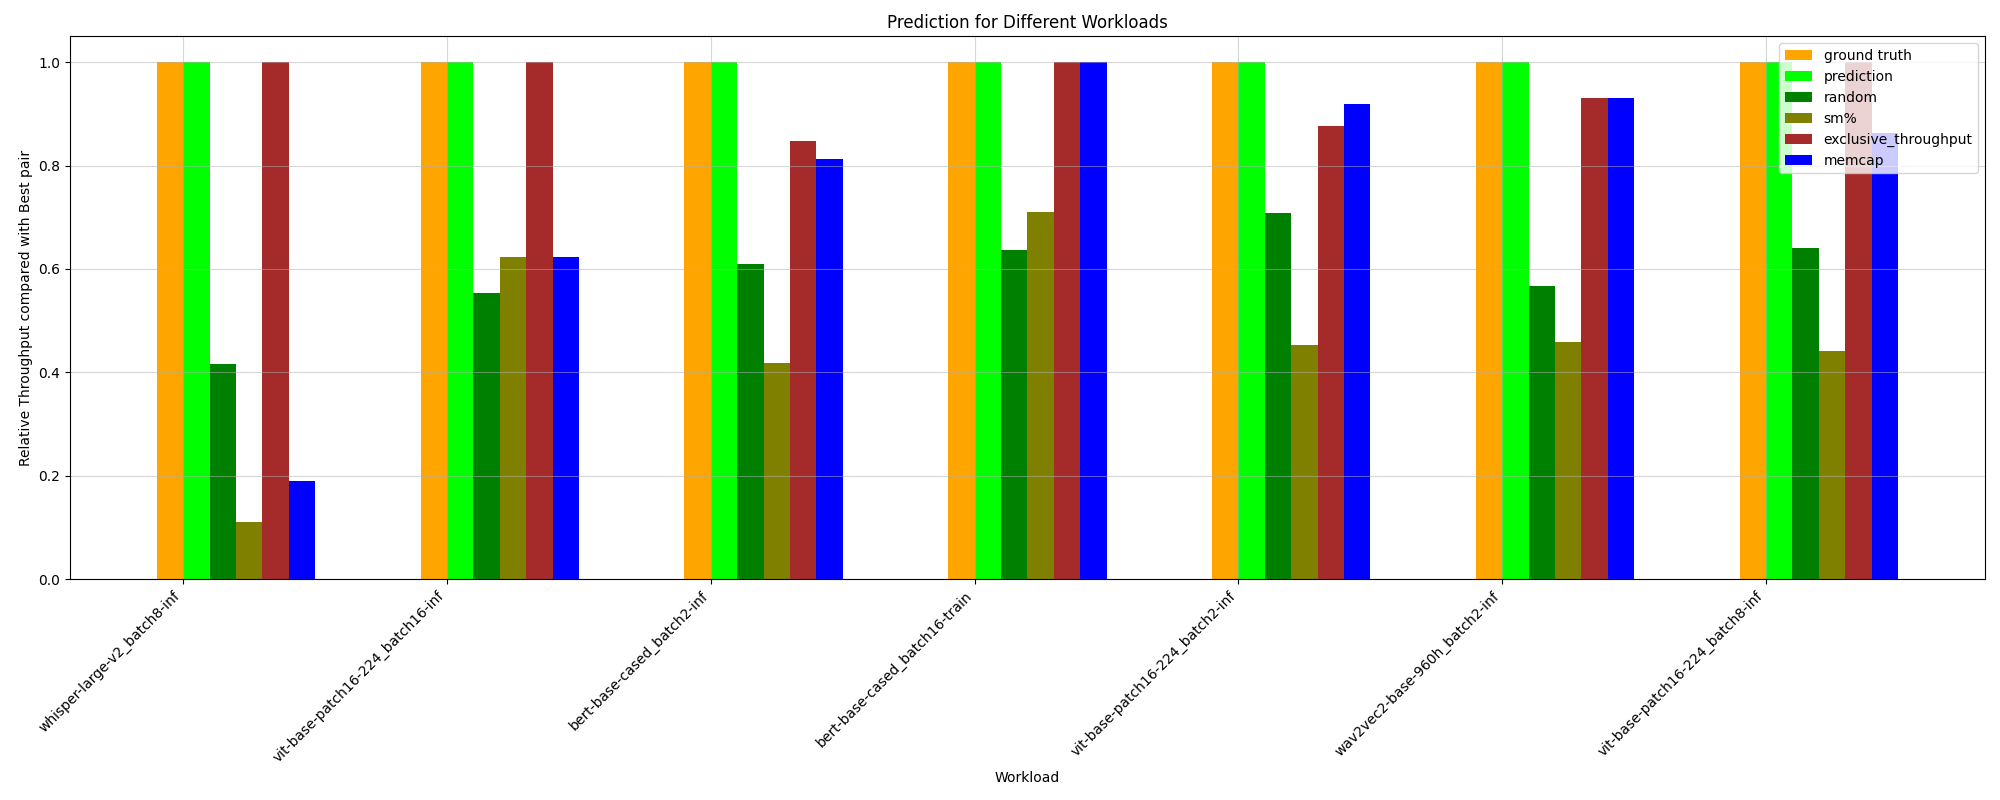 Prediction for Different Workloads
Relative Throughput compared with Best pair
1.0
0.8
0.6
0.4
0.2
0.0
ground truth
prediction
random
sm%
exclusive_throughput
memcap
whisper-large-v2_batch8-inf
vit-base-patch16-224_batch16-inf
bert-base-cased_batch2-inf
bert-base-cased_batch16-train
vit-base-patch16-224_batch2-inf
wav2vec2-base-960h_batch2-inf
vit-base-patch16-224_batch8-inf
Workload